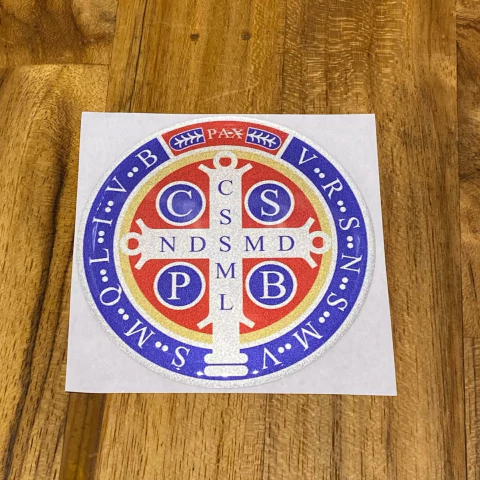 PAX
V··R··S··N··S··M··V
S··M··Q··L··I··V··B
C S
C S S M L
N D S M D
P B